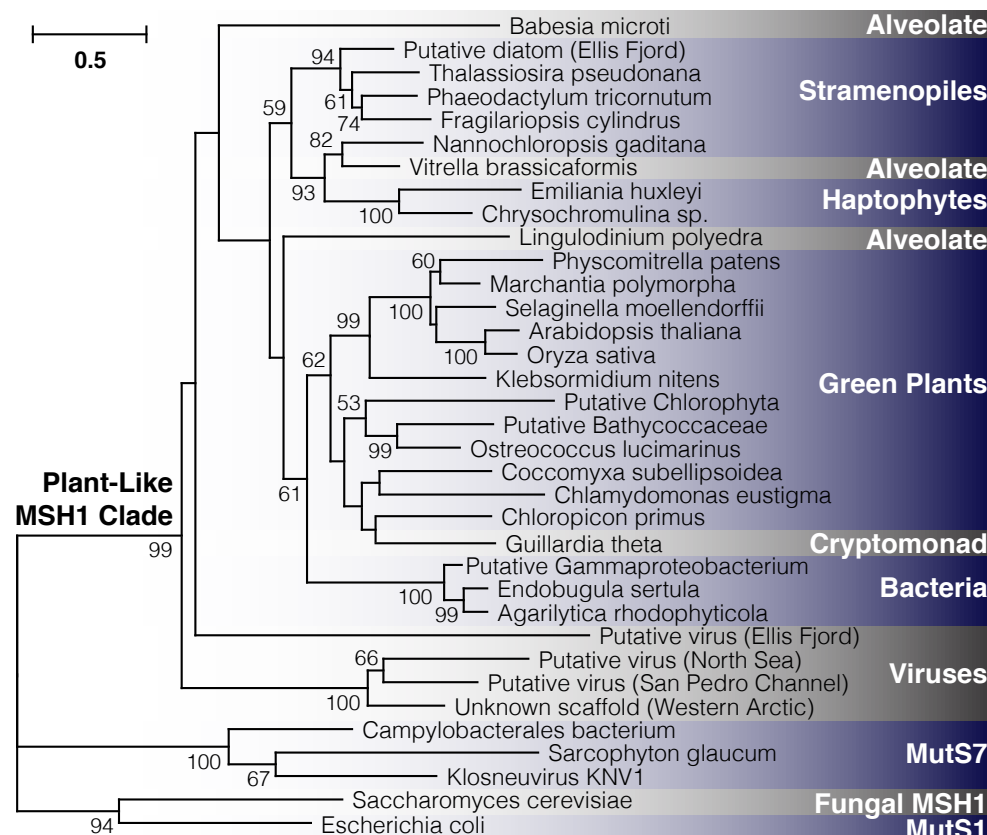 Babesia microti
Alveolate
0.5
94
Putative diatom (Ellis Fjord)
Thalassiosira pseudonana
Stramenopiles
61
Phaeodactylum tricornutum
59
74
Fragilariopsis cylindrus
82
Nannochloropsis gaditana
Vitrella brassicaformis
Alveolate
93
Emiliania huxleyi
Haptophytes
100
Chrysochromulina sp.
Lingulodinium polyedra
Alveolate
60
Physcomitrella patens
Marchantia polymorpha
100
Selaginella moellendorffii
99
Arabidopsis thaliana
100
Oryza sativa
62
Klebsormidium nitens
Green Plants
53
Putative Chlorophyta
Putative Bathycoccaceae
99
Ostreococcus lucimarinus
Coccomyxa subellipsoidea
61
Chlamydomonas eustigma
Plant-Like
MSH1 Clade
99
Chloropicon primus
Guillardia theta
Cryptomonad
Putative Gammaproteobacterium
100
Endobugula sertula
Bacteria
99
Agarilytica rhodophyticola
Putative virus (Ellis Fjord)
66
Putative virus (North Sea)
Viruses
Putative virus (San Pedro Channel)
100
Unknown scaffold (Western Arctic)
Campylobacterales bacterium
100
Sarcophyton glaucum
MutS7
67
Klosneuvirus KNV1
Saccharomyces cerevisiae
Fungal MSH1
94
Escherichia coli
MutS1